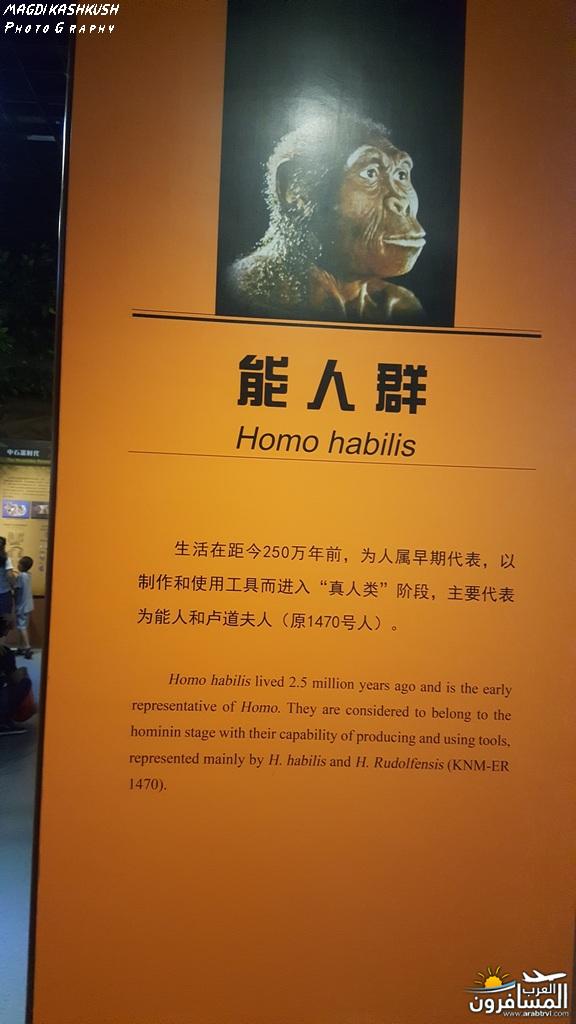 MAGDI KASHKUSH
PHOTOGRAPHY
能人群
Homo habilis
中石器时代
生活在距今250万年前，为人属早期代表，以
制作和使用工具而进入“真人类”阶段，主要代表
为能人和卢道夫人（原1470号人）。
Homo habilis lived 2.5 million years ago and is the early
representative of Homo. They are considered to belong to the
hominin stage with their capability of producing and using tools,
represented mainly by H. habilis and H. Rudolfensis (KNM-ER
1470).
العرب
المسافرون
www.arabtrvl.com